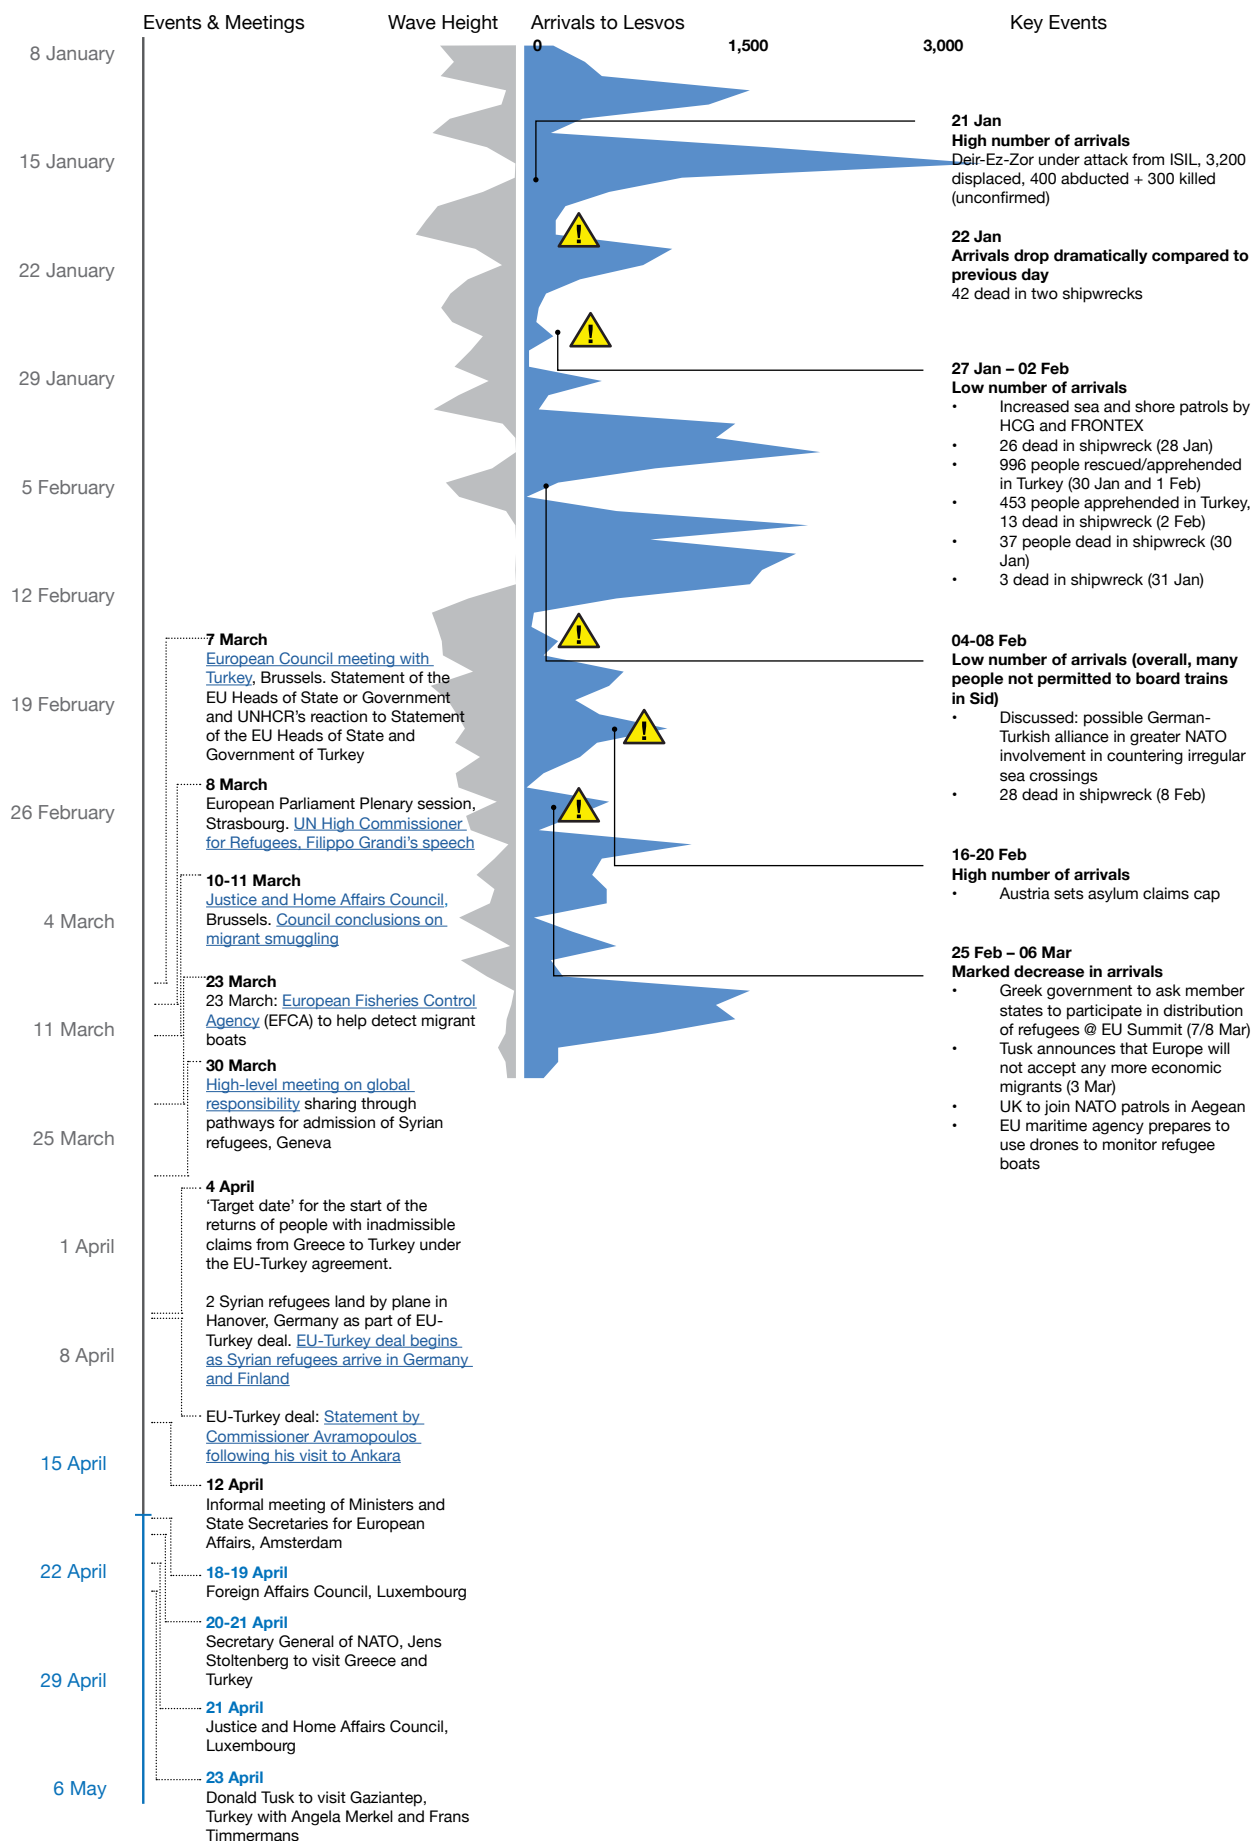 Events & Meetings
Wave Height
Arrivals to Lesvos
Key Events
0
1,500
3,000
8 January
15 January
22 January
29 January
5 February
12 February
19 February
26 February
4 March
11 March
25 March
1 April
8 April
15 April
22 April
29 April
6 May
7 March
European Council meeting with
Turkey, Brussels. Statement of the
EU Heads of State or Government
and UNHCR's reaction to Statement
of the EU Heads of State and
Government of Turkey
8 March
European Parliament Plenary session,
Strasbourg. UN High Commissioner
for Refugees, Filippo Grandi's speech
10-11 March
Justice and Home Affairs Council,
Brussels. Council conclusions on
migrant smuggling
23 March
23 March: European Fisheries Control
Agency (EFCA) to help detect migrant
boats
30 March
High-level meeting on global
responsibility sharing through
pathways for admission of Syrian
refugees, Geneva
4 April
'Target date' for the start of the
returns of people with inadmissible
claims from Greece to Turkey under
the EU-Turkey agreement.
2 Syrian refugees land by plane in
Hanover, Germany as part of EU-
Turkey deal. EU-Turkey deal begins
as Syrian refugees arrive in Germany
and Finland
EU-Turkey deal: Statement by
Commissioner Avramopoulos
following his visit to Ankara
12 April
Informal meeting of Ministers and
State Secretaries for European
Affairs, Amsterdam
18-19 April
Foreign Affairs Council, Luxembourg
20-21 April
Secretary General of NATO, Jens
Stoltenberg to visit Greece and
Turkey
21 April
Justice and Home Affairs Council,
Luxembourg
23 April
Donald Tusk to visit Gaziantep,
Turkey with Angela Merkel and Frans
Timmermans
!
!
!
!
!
21 Jan
High number of arrivals
Deir-Ez-Zor under attack from ISIL, 3,200
displaced, 400 abducted + 300 killed
(unconfirmed)
22 Jan
Arrivals drop dramatically compared to
previous day
42 dead in two shipwrecks
27 Jan – 02 Feb
Low number of arrivals
• Increased sea and shore patrols by
HCG and FRONTEX
• 26 dead in shipwreck (28 Jan)
• 996 people rescued/apprehended
in Turkey (30 Jan and 1 Feb)
• 453 people apprehended in Turkey,
13 dead in shipwreck (2 Feb)
• 37 people dead in shipwreck (30
Jan)
• 3 dead in shipwreck (31 Jan)
04-08 Feb
Low number of arrivals (overall, many
people not permitted to board trains
in Sid)
• Discussed: possible German-
Turkish alliance in greater NATO
involvement in countering irregular
sea crossings
• 28 dead in shipwreck (8 Feb)
16-20 Feb
High number of arrivals
• Austria sets asylum claims cap
25 Feb – 06 Mar
Marked decrease in arrivals
• Greek government to ask member
states to participate in distribution
of refugees @ EU Summit (7/8 Mar)
• Tusk announces that Europe will
not accept any more economic
migrants (3 Mar)
• UK to join NATO patrols in Aegean
• EU maritime agency prepares to
use drones to monitor refugee
boats